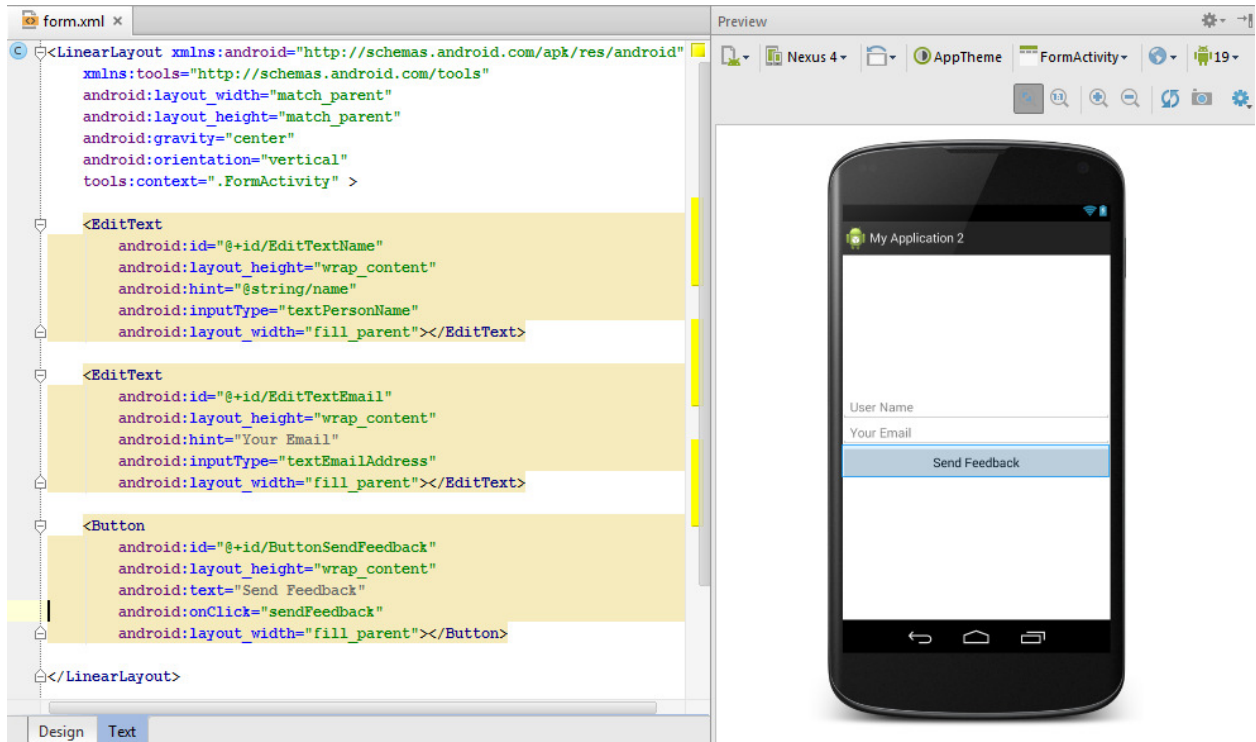 form.xml
<LinearLayout xmlns:android="http://schemas.android.com/apk/res/android"
xmlns:tools="http://schemas.android.com/tools"
android:layout_width="match_parent"
android:layout_height="match_parent"
android:gravity="center"
android:orientation="vertical"
tools:context=".FormActivity" >
<EditText
android:id="@+id/EditTextName"
android:layout_height="wrap_content"
android:hint="@string/name"
android:inputType="textPersonName"
android:layout_width="fill_parent"></EditText>
<EditText
android:id="@+id/EditTextEmail"
android:layout_height="wrap_content"
android:hint="Your Email"
android:inputType="textEmailAddress"
android:layout_width="fill_parent"></EditText>
<Button
android:id="@+id/ButtonSendFeedback"
android:layout_height="wrap_content"
android:text="Send Feedback"
android:onClick="sendFeedback"
android:layout_width="fill_parent"></Button>
</LinearLayout>
Design Text
Preview
Nexus 4 AppTheme FormActivity 19
My Application 2
User Name
Your Email
Send Feedback